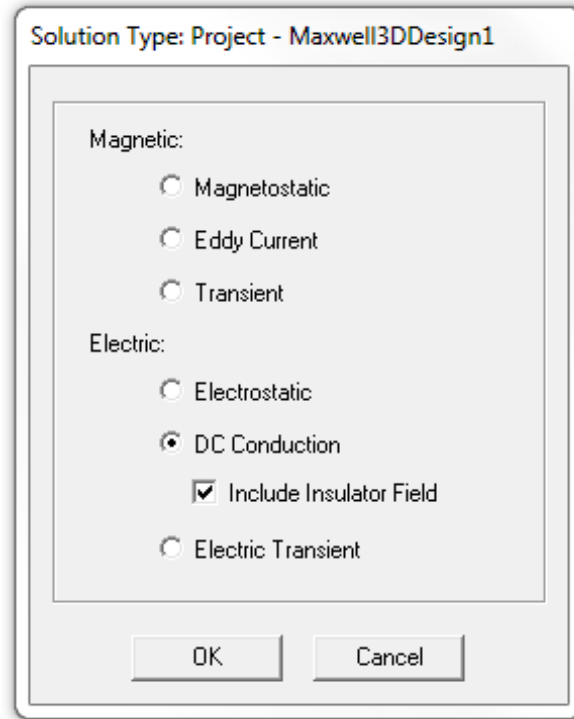 Solution Type: Project - Maxwell3DDesign1
Magnetic:
Magnetostatic
Eddy Current
Transient
Electric:
Electrostatic
DC Conduction
Include Insulator Field
Electric Transient
OK Cancel